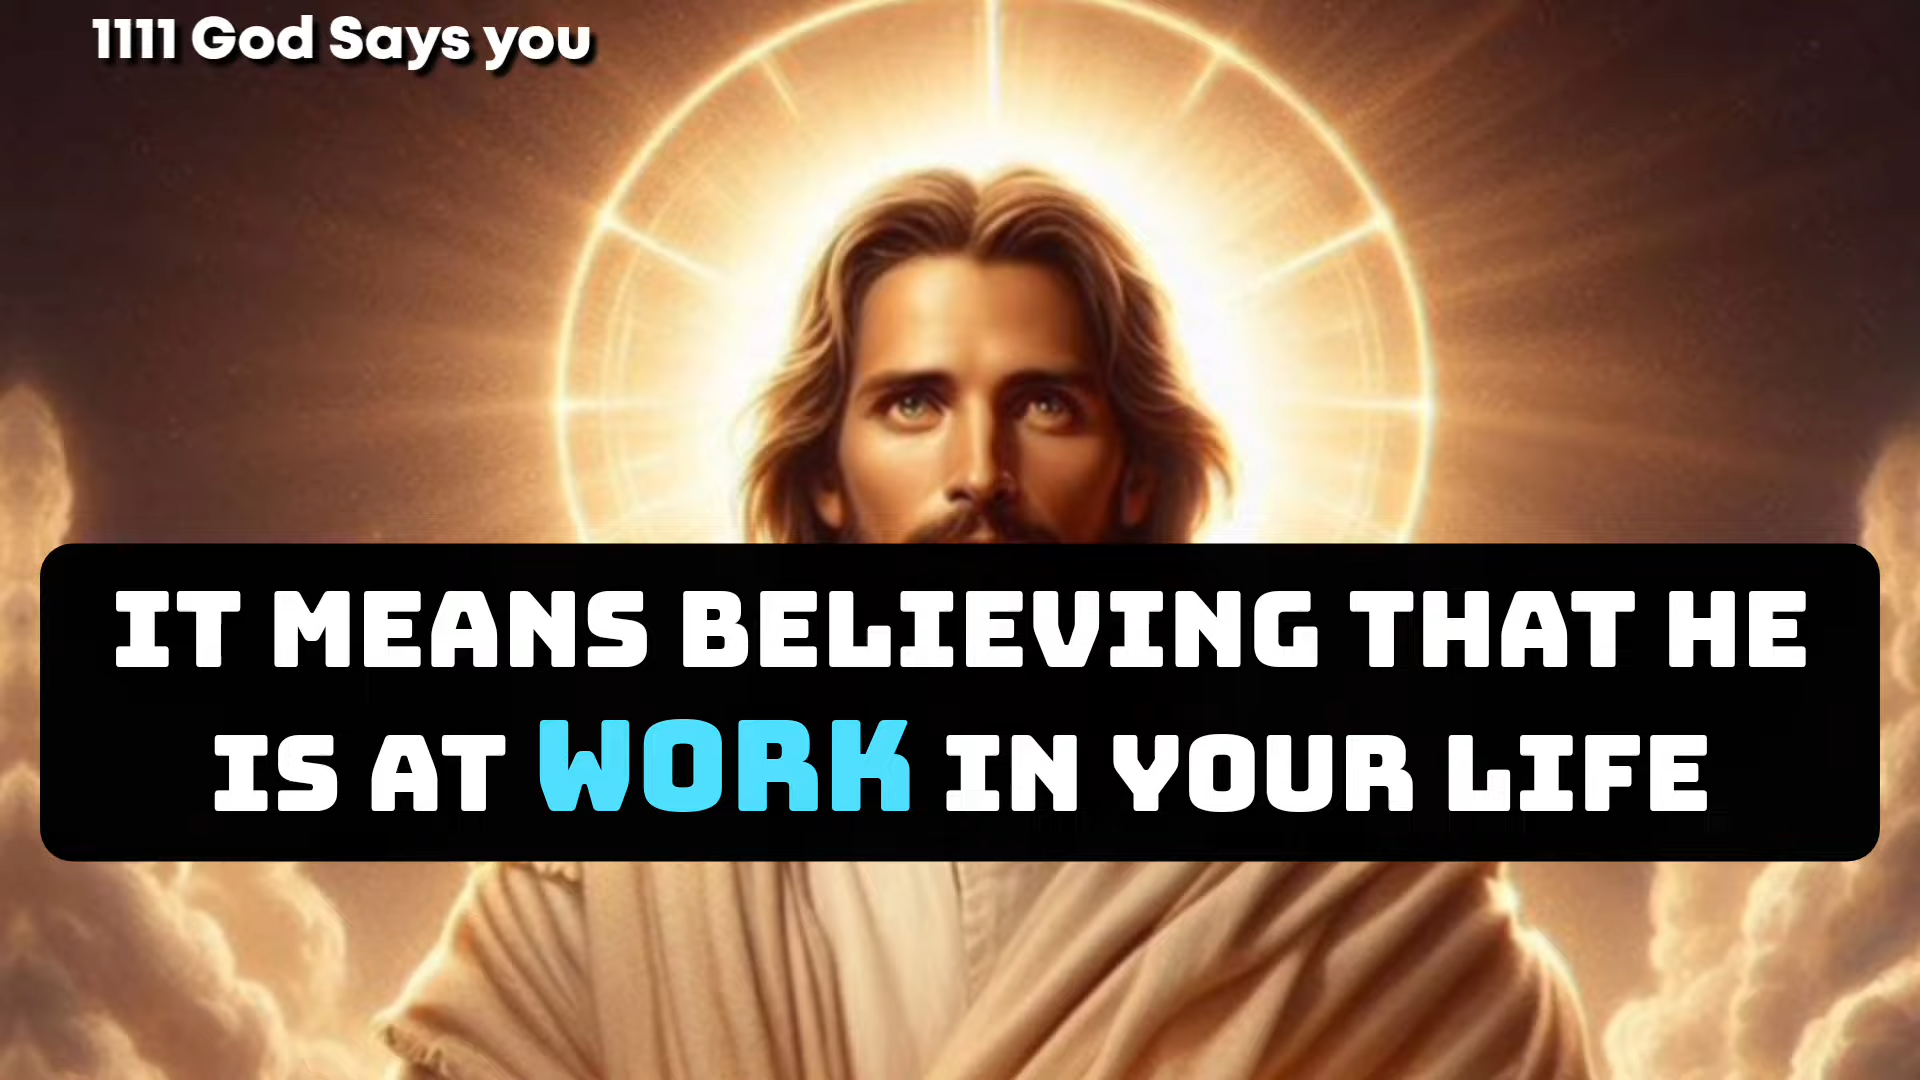 1111 God Says you
IT MEANS BELIEVING THAT HE
IS AT WORK IN YOUR LIFE